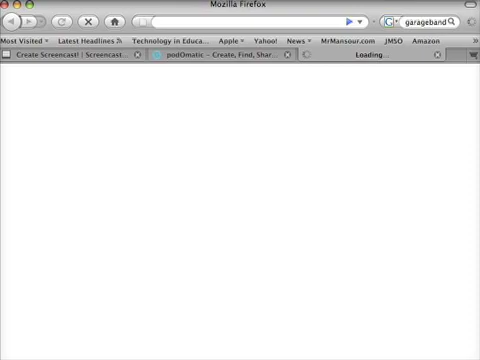 Mozilla Firefox
garageband
Most Visited Latest Headlines Technology in Educa... Apple Yahoo! News MrMansour.com JMSO Amazon »
Create Screencast! | Screencast... podOmatic - Create, Find, Shar... Loading...